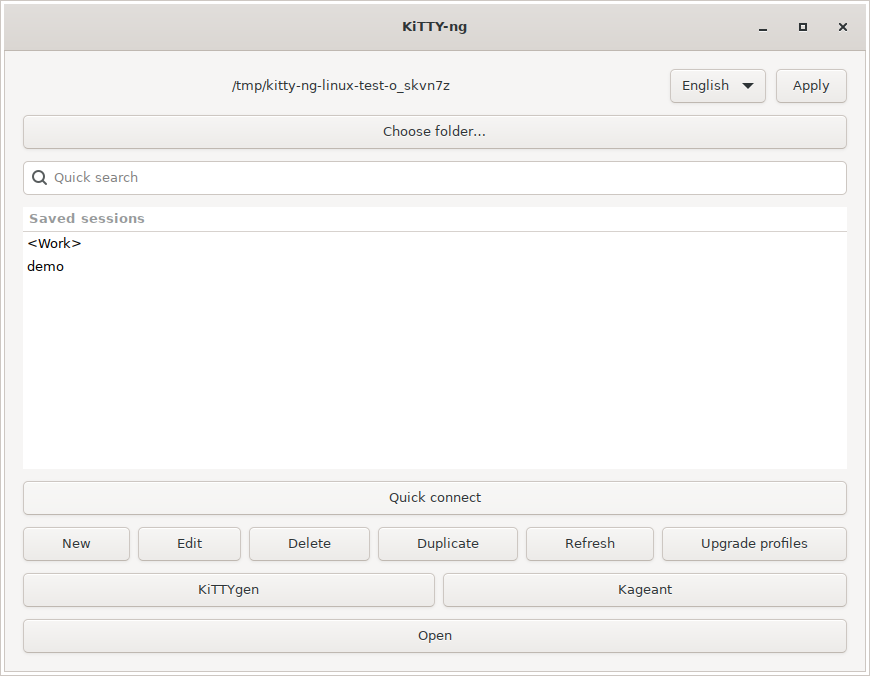 KiTTY-ng
/tmp/kitty-ng-linux-test-o_skvn7z English Apply
Choose folder...
Quick search
Saved sessions
<Work>
demo
Quick connect
New Edit Delete Duplicate Refresh Upgrade profiles
KiTTYgen Kageant
Open